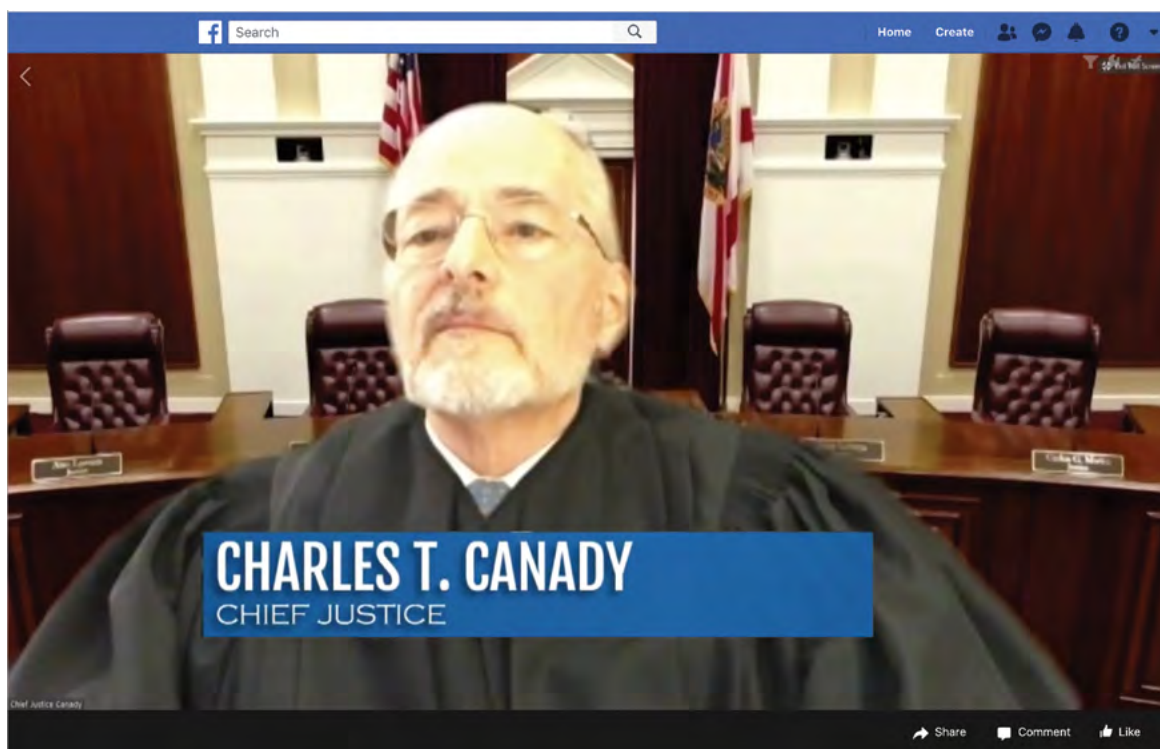 f Search
Home Create
CHARLES T. CANADY
CHIEF JUSTICE
Chief Justice Canady
Share Comment Like